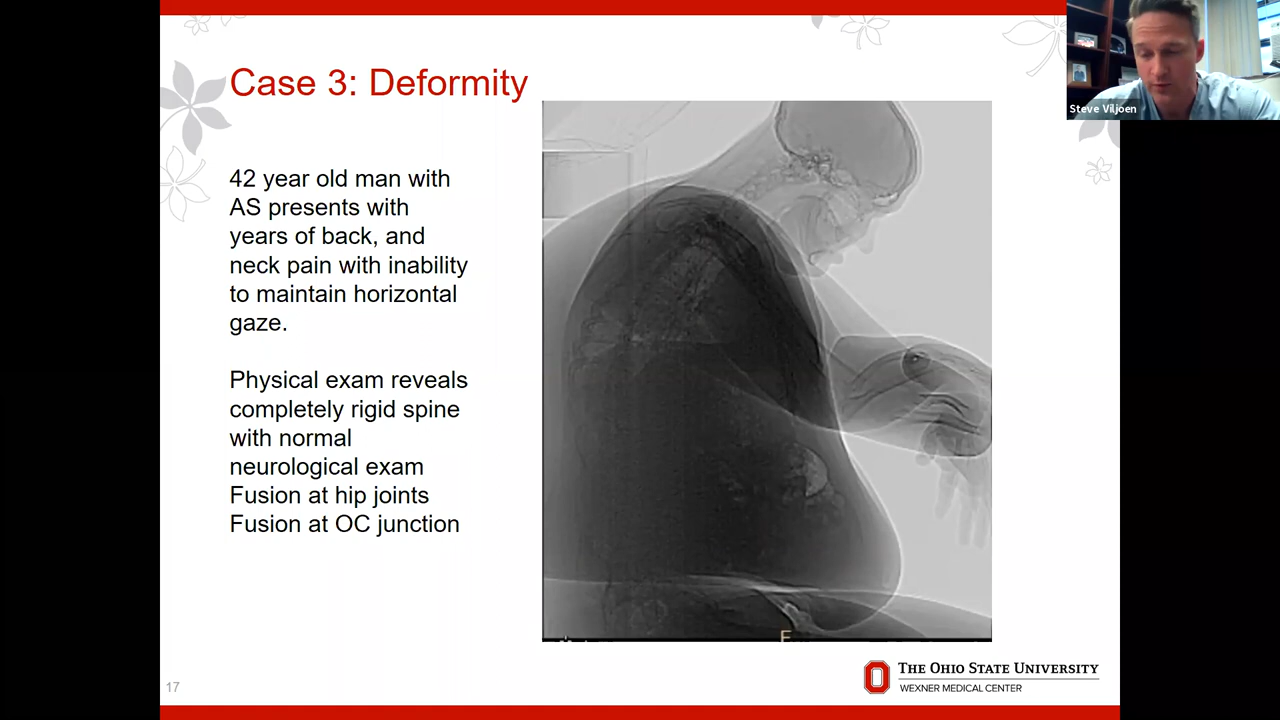 Case 3: Deformity
42 year old man with
AS presents with
years of back, and
neck pain with inability
to maintain horizontal
gaze.
Physical exam reveals
completely rigid spine
with normal
neurological exam
Fusion at hip joints
Fusion at OC junction
Steve Viljoen
17
THE OHIO STATE UNIVERSITY
WEXNER MEDICAL CENTER